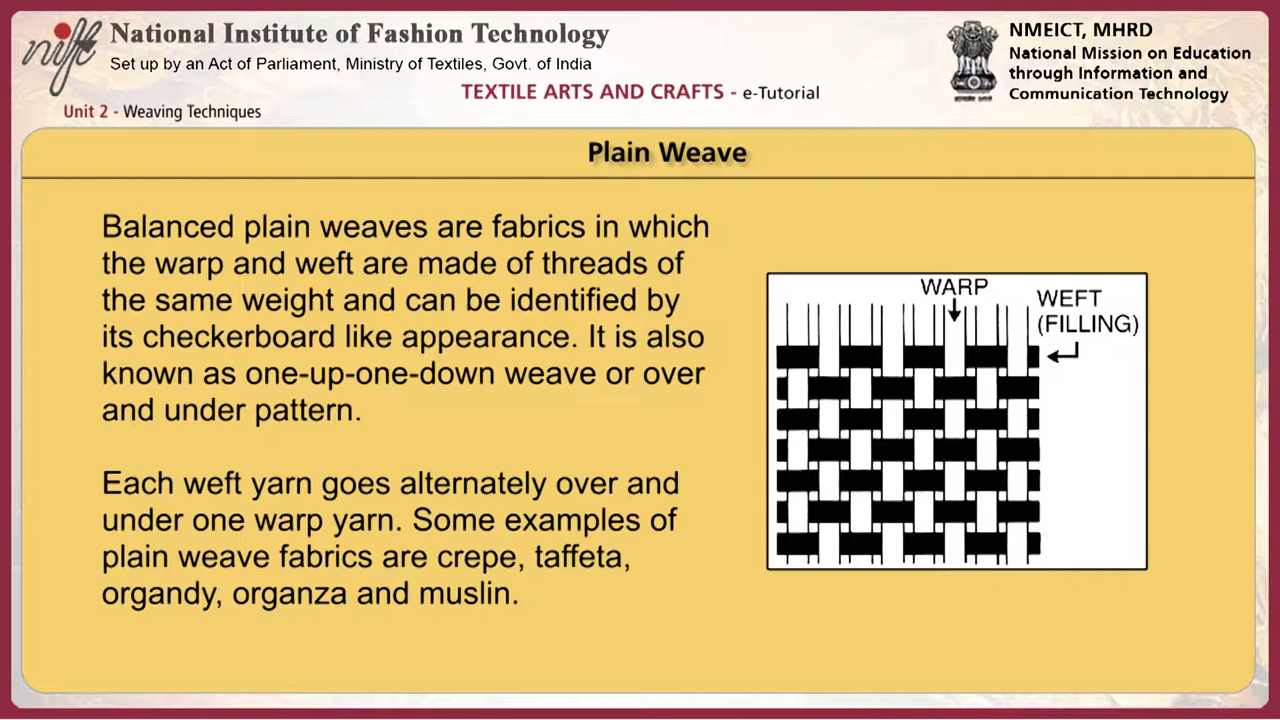 nift
National Institute of Fashion Technology
Set up by an Act of Parliament, Ministry of Textiles, Govt. of India
NMEICT, MHRD
National Mission on Education
through Information and
Communication Technology
TEXTILE ARTS AND CRAFTS - e-Tutorial
Unit 2 - Weaving Techniques
Plain Weave
Balanced plain weaves are fabrics in which
the warp and weft are made of threads of
the same weight and can be identified by
its checkerboard like appearance. It is also
known as one-up-one-down weave or over
and under pattern.
Each weft yarn goes alternately over and
under one warp yarn. Some examples of
plain weave fabrics are crepe, taffeta,
organdy, organza and muslin.
WARP
WEFT
(FILLING)